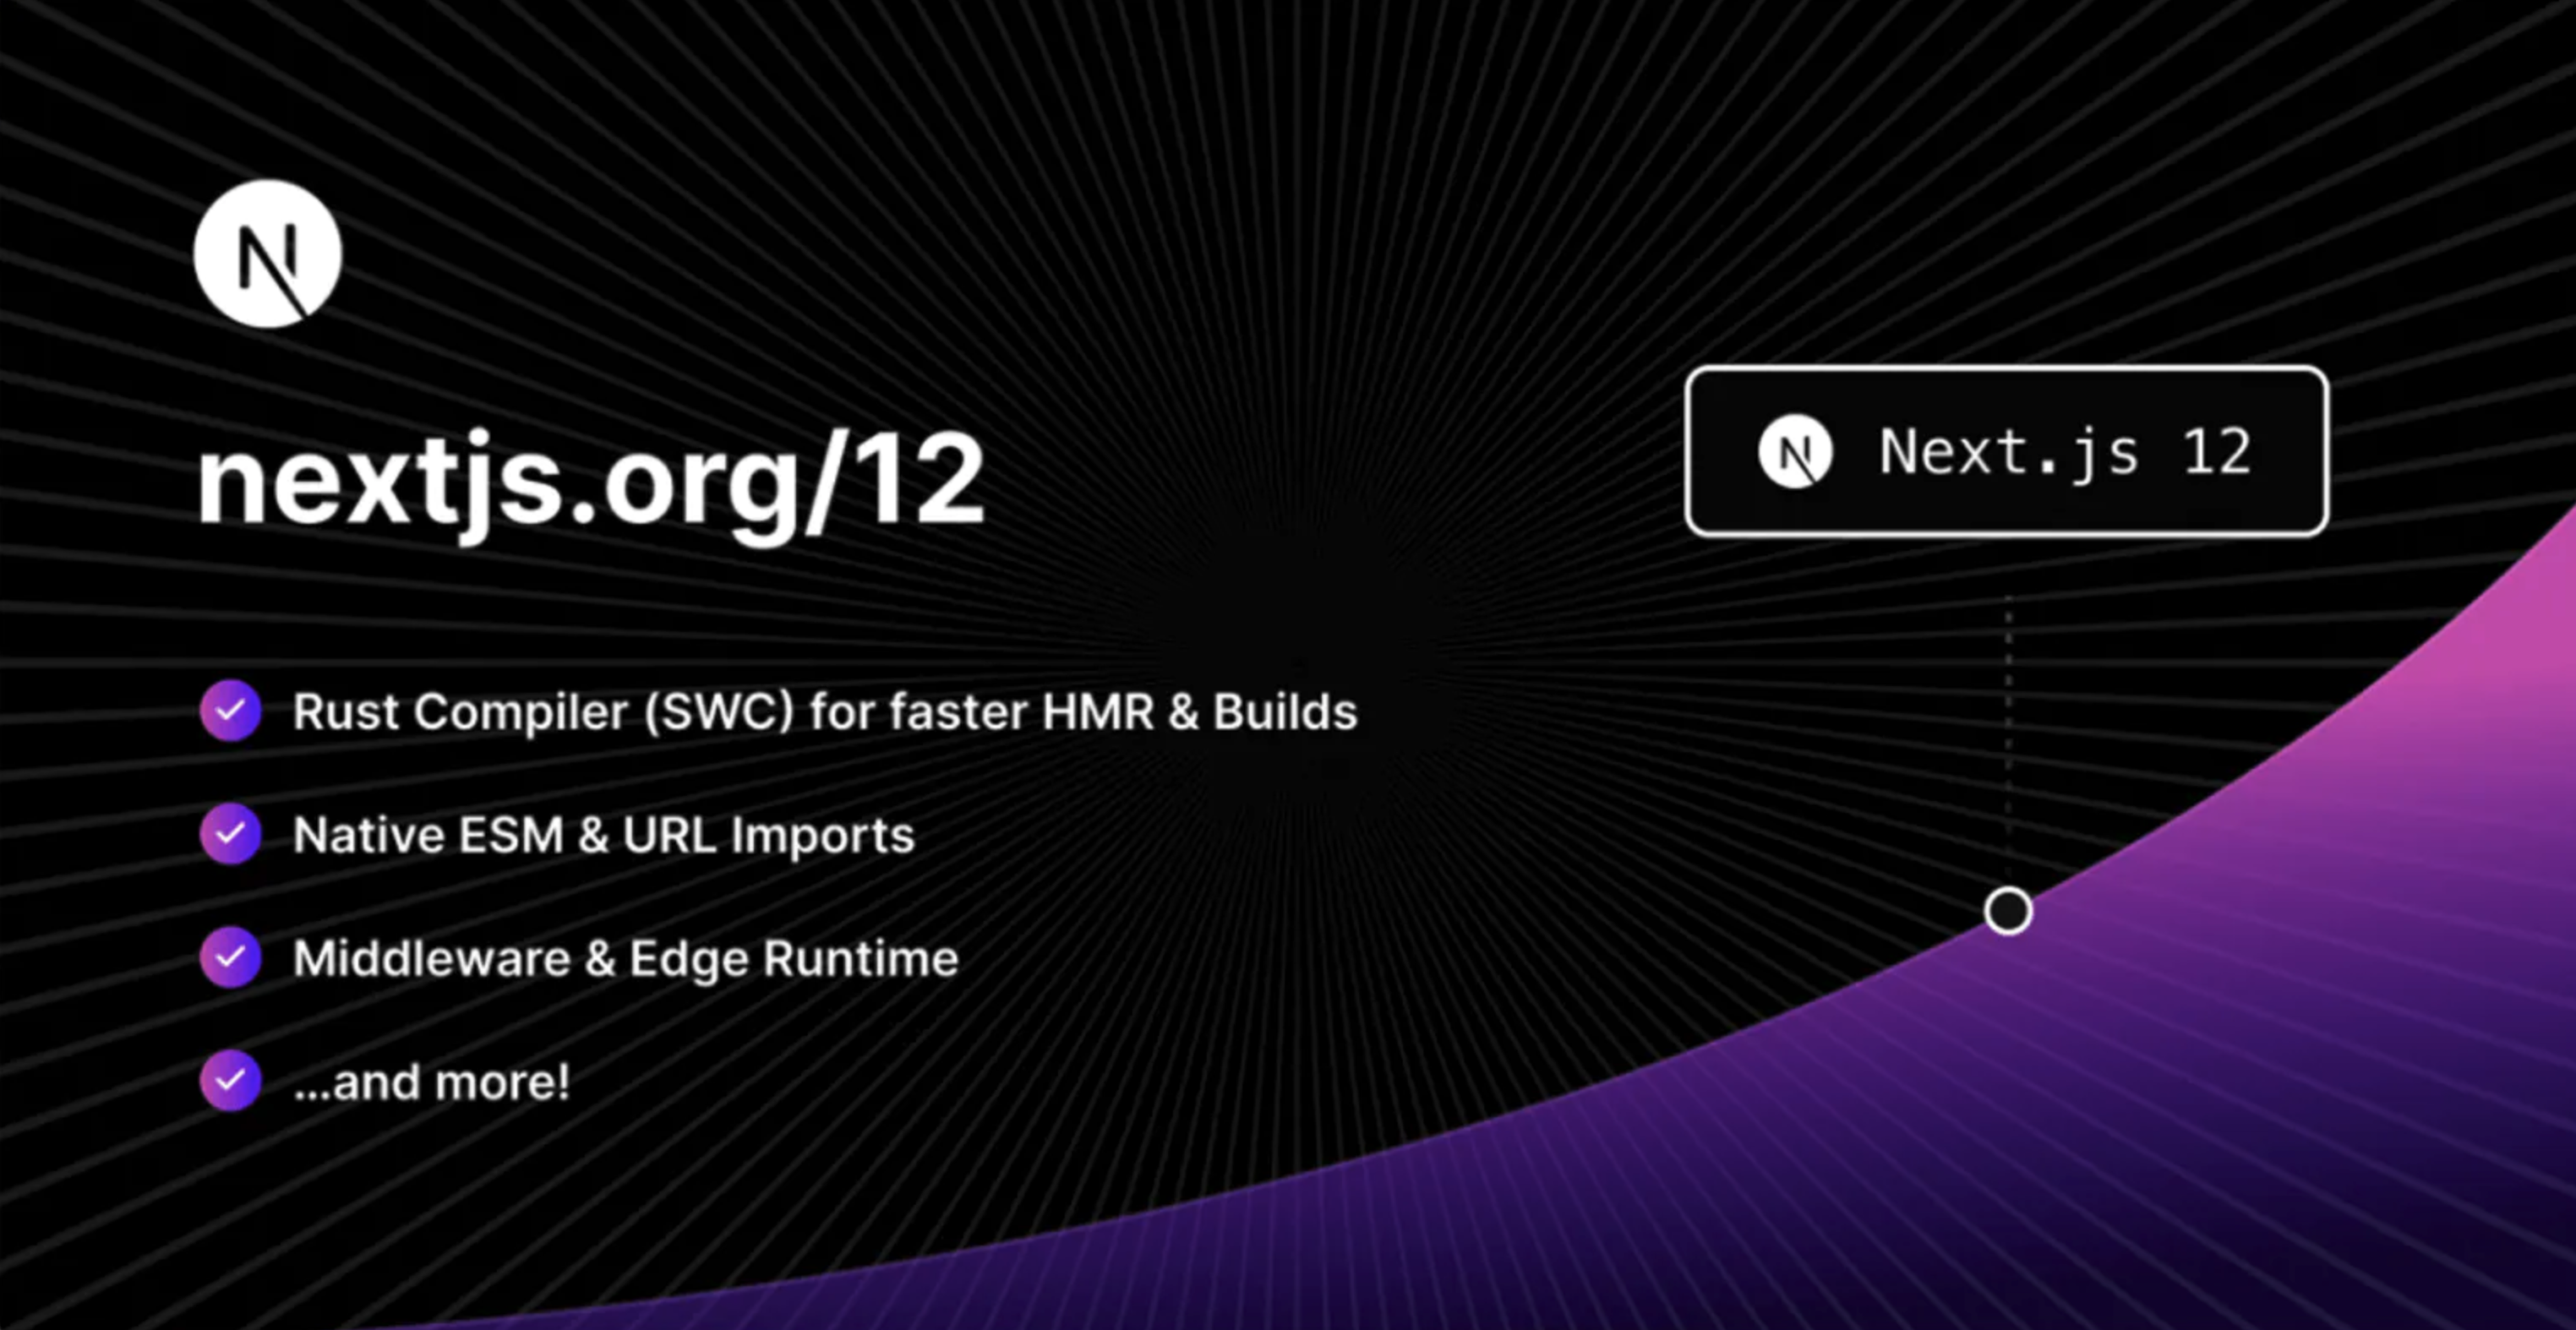 N
nextjs.org/12
N Next.js 12
Rust Compiler (SWC) for faster HMR & Builds
Native ESM & URL Imports
Middleware & Edge Runtime
...and more!